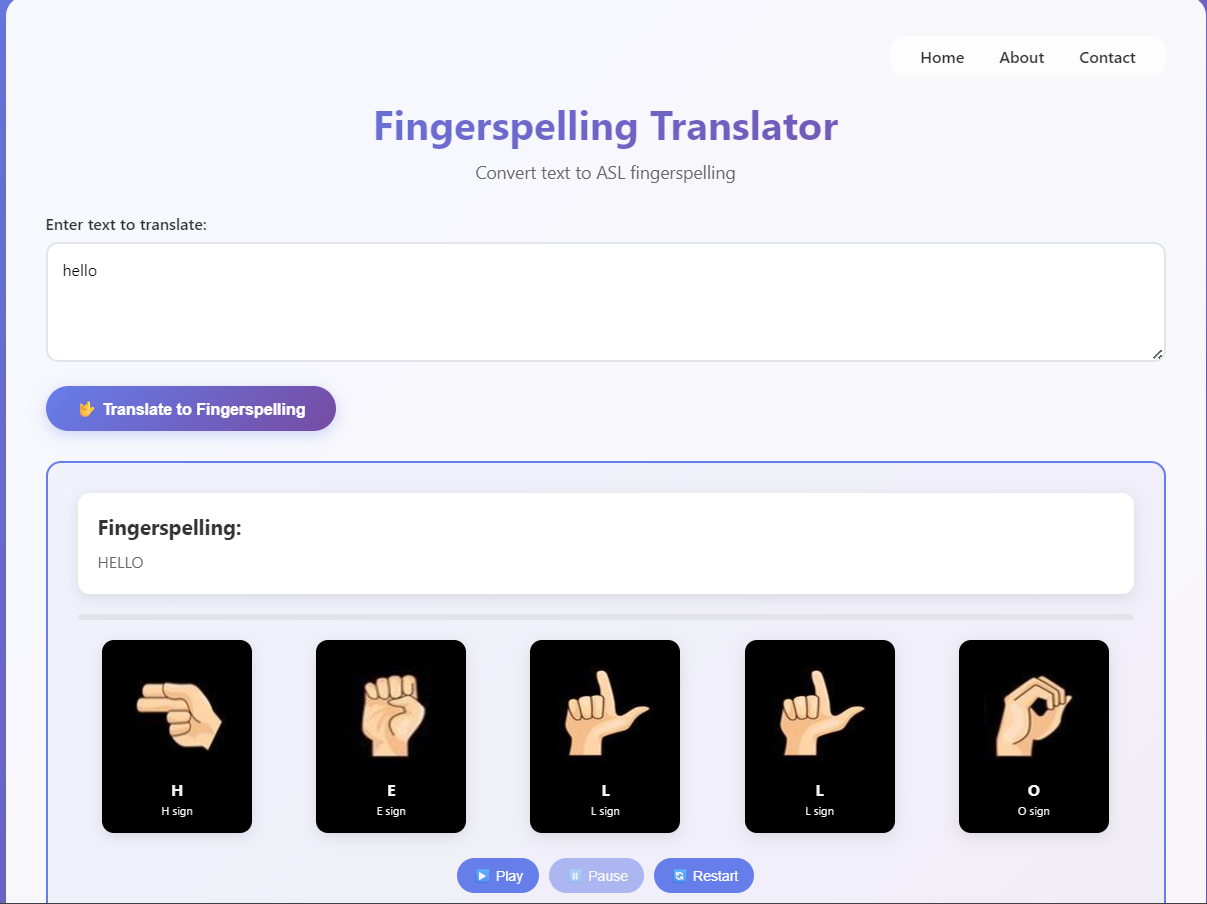 Home About Contact
Fingerspelling Translator
Convert text to ASL fingerspelling
Enter text to translate:
hello
Translate to Fingerspelling
Fingerspelling:
HELLO
H E L L O
H sign E sign L sign L sign O sign
Play Pause Restart